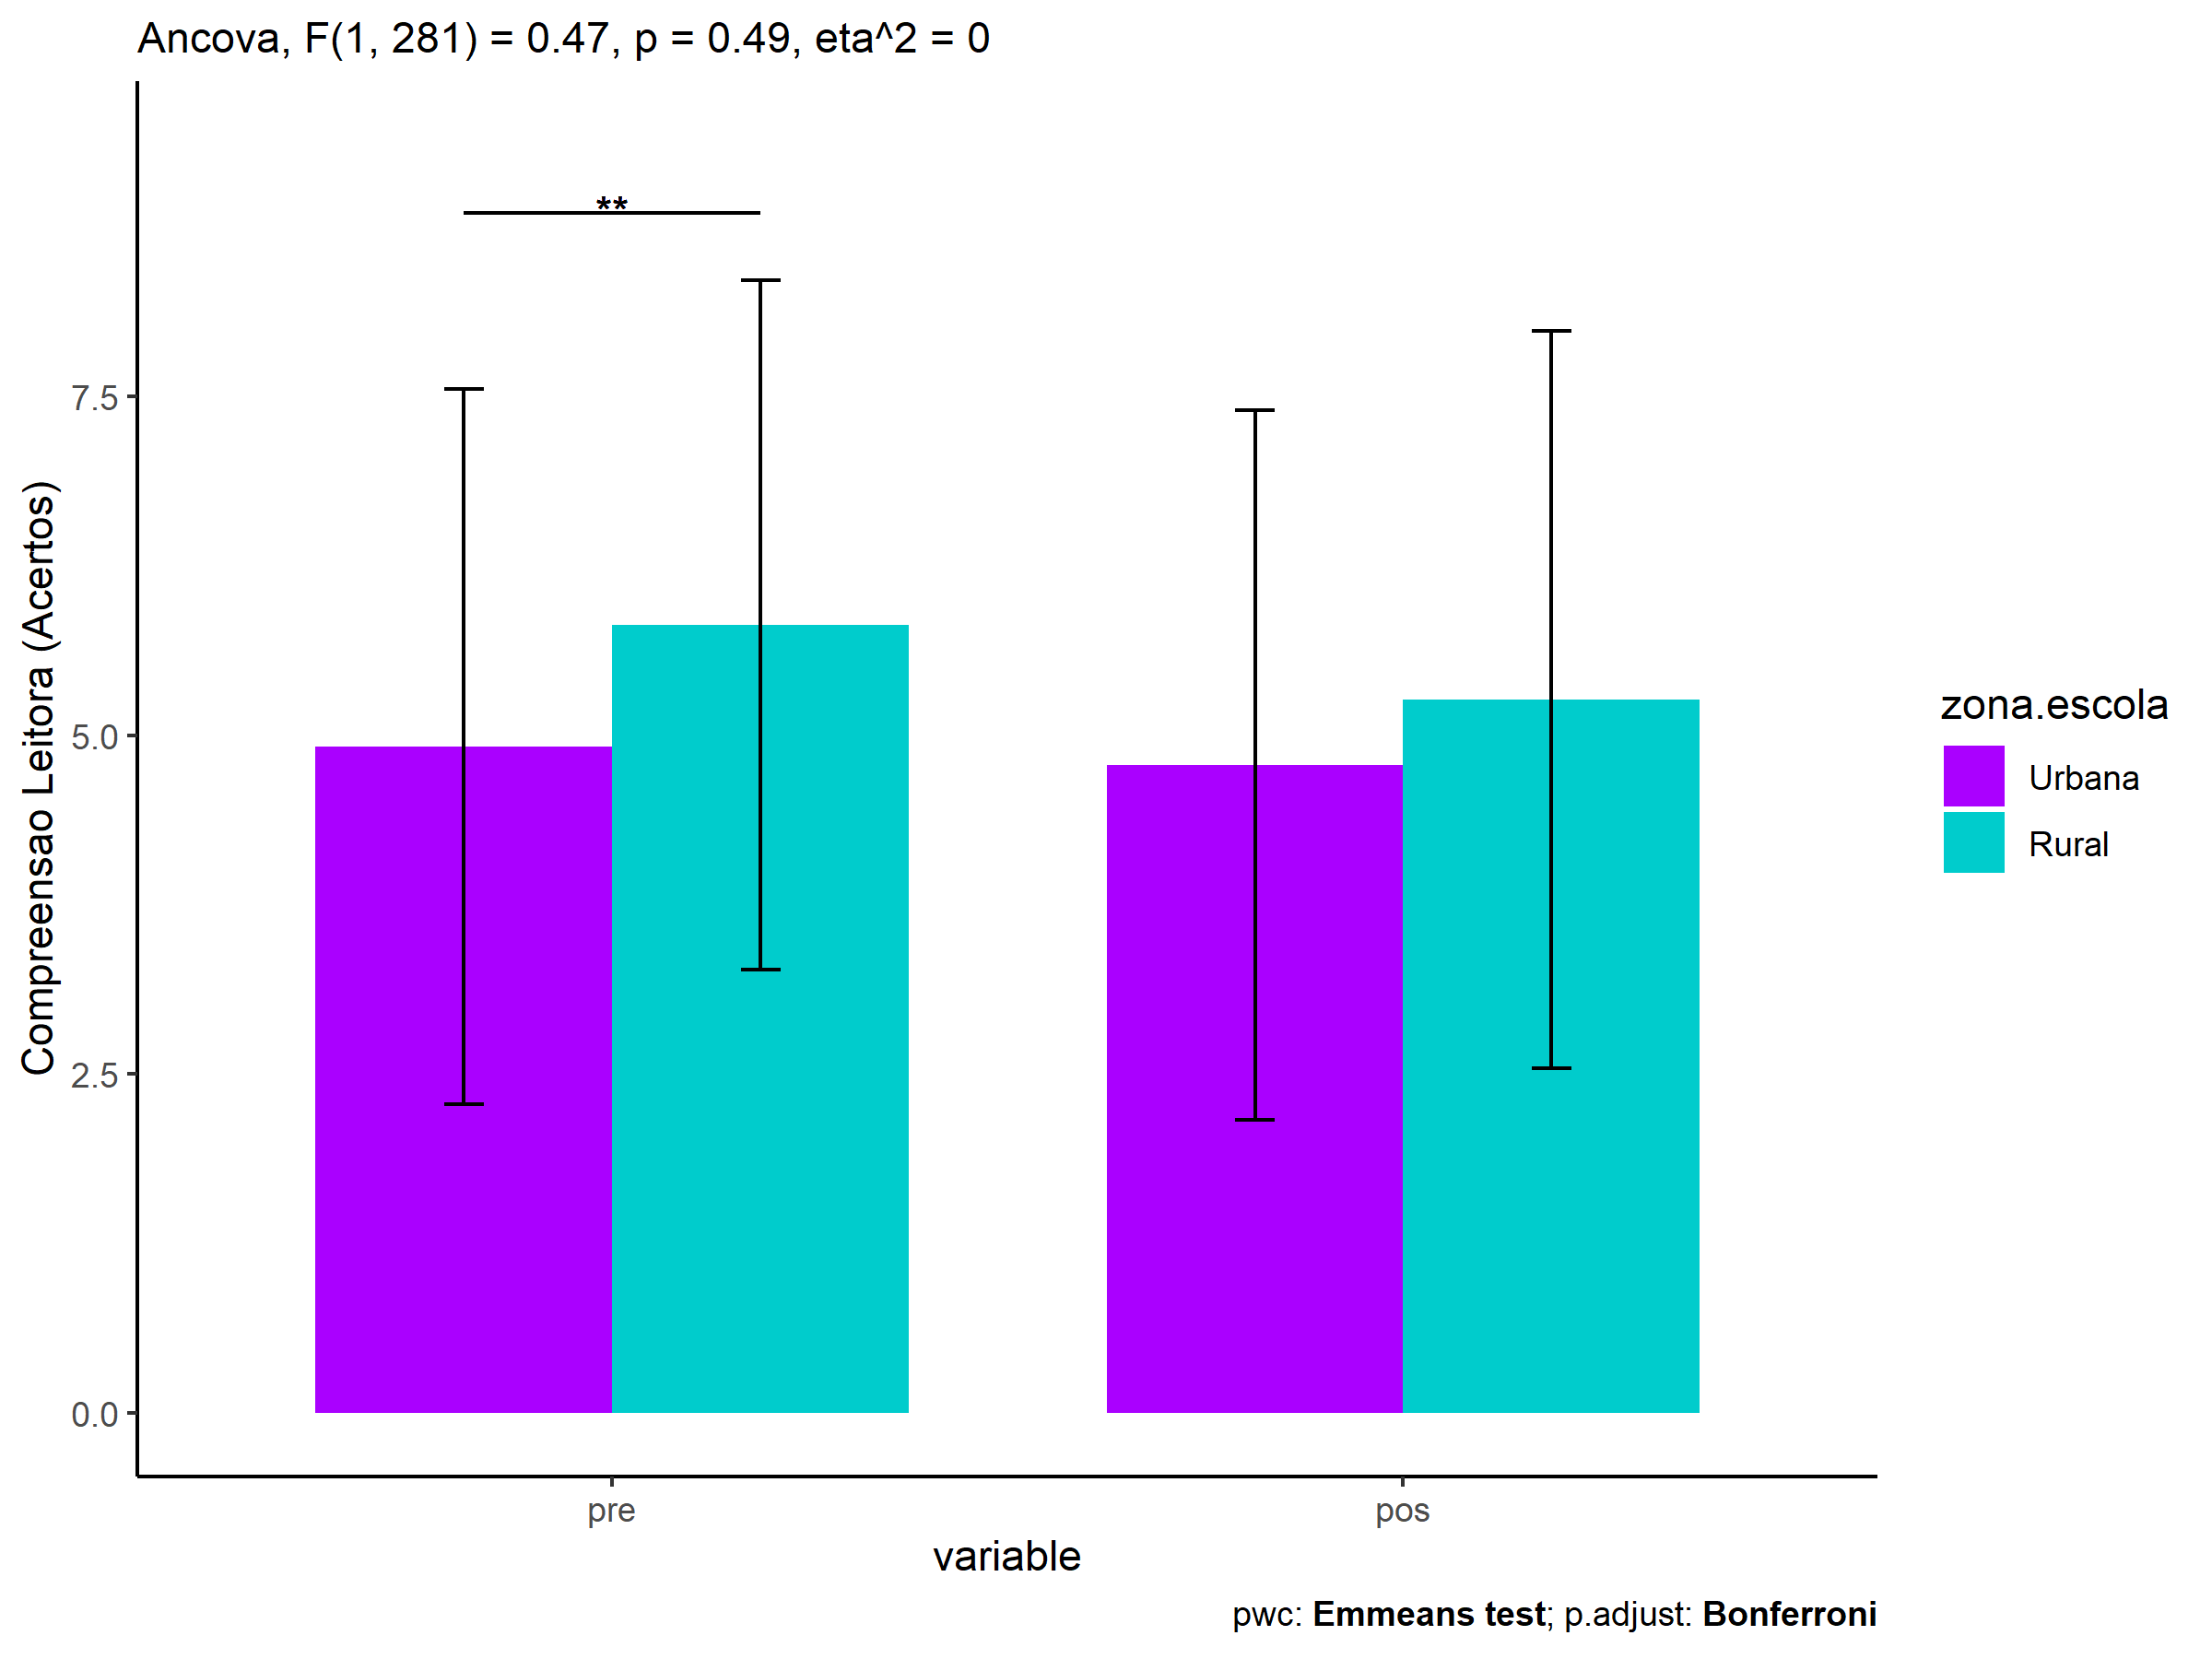 Ancova, F(1, 281) = 0.47, p = 0.49, eta^2 = 0
**
7.5
5.0
2.5
0.0
Compreensao Leitora (Acertos)
pre
pos
variable
zona.escola
Urbana
Rural
pwc: Emmeans test; p.adjust: Bonferroni